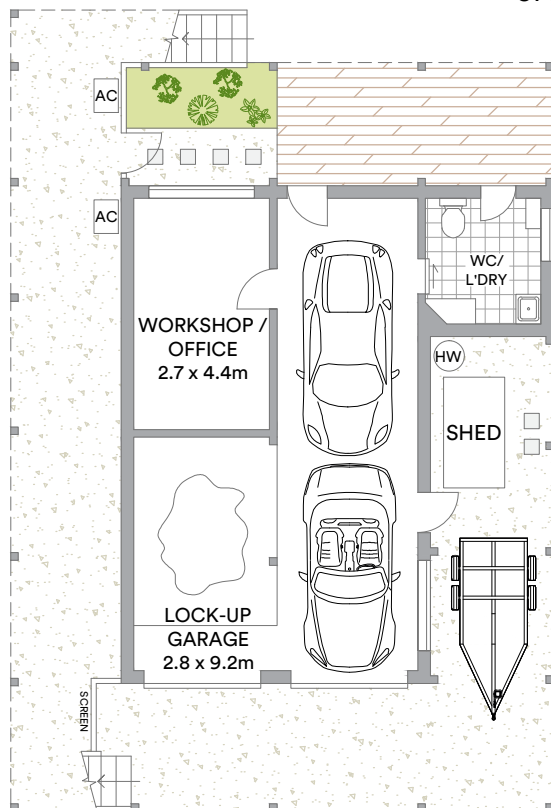 AC
AC
WC/
L'DRY
WORKSHOP /
OFFICE
2.7 x 4.4m
HW
SHED
LOCK-UP
GARAGE
2.8 x 9.2m
SCREEN